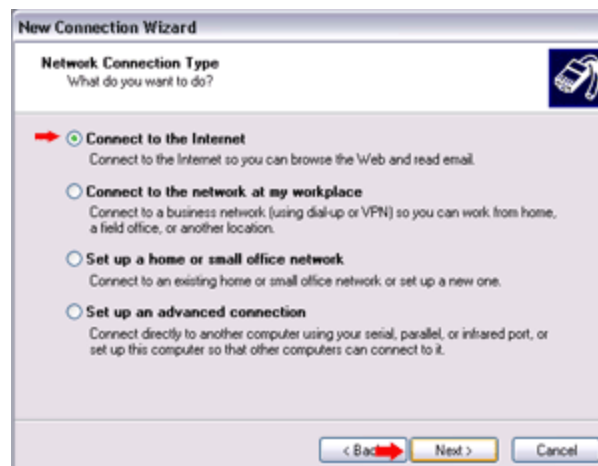 New Connection Wizard
Network Connection Type
What do you want to do?
Connect to the Internet
Connect to the Internet so you can browse the Web and read email.
Connect to the network at my workplace
Connect to a business network (using dial-up or VPN) so you can work from home,
a field office, or another location.
Set up a home or small office network
Connect to an existing home or small office network or set up a new one.
Set up an advanced connection
Connect directly to another computer using your serial, parallel, or infrared port, or
set up this computer so that other computers can connect to it.
< Back Next > Cancel